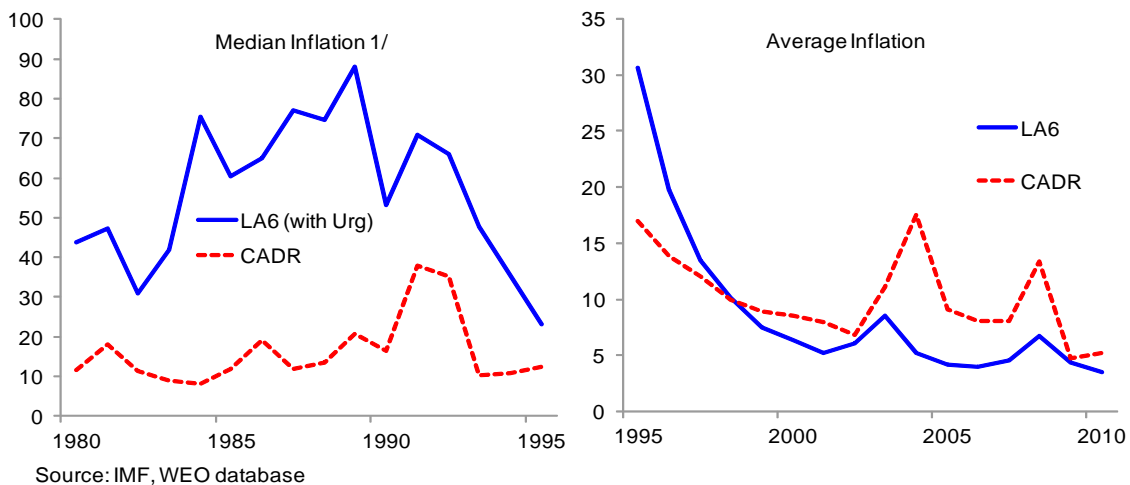 Median Inflation 1/
100
90
80
70
60
50
40
30
20
10
0
LA6 (with Urg)
CADR
1980 1985 1990 1995
Average Inflation
35
30
25
20
15
10
5
0
LA6
CADR
1995 2000 2005 2010
Source: IMF, WEO database